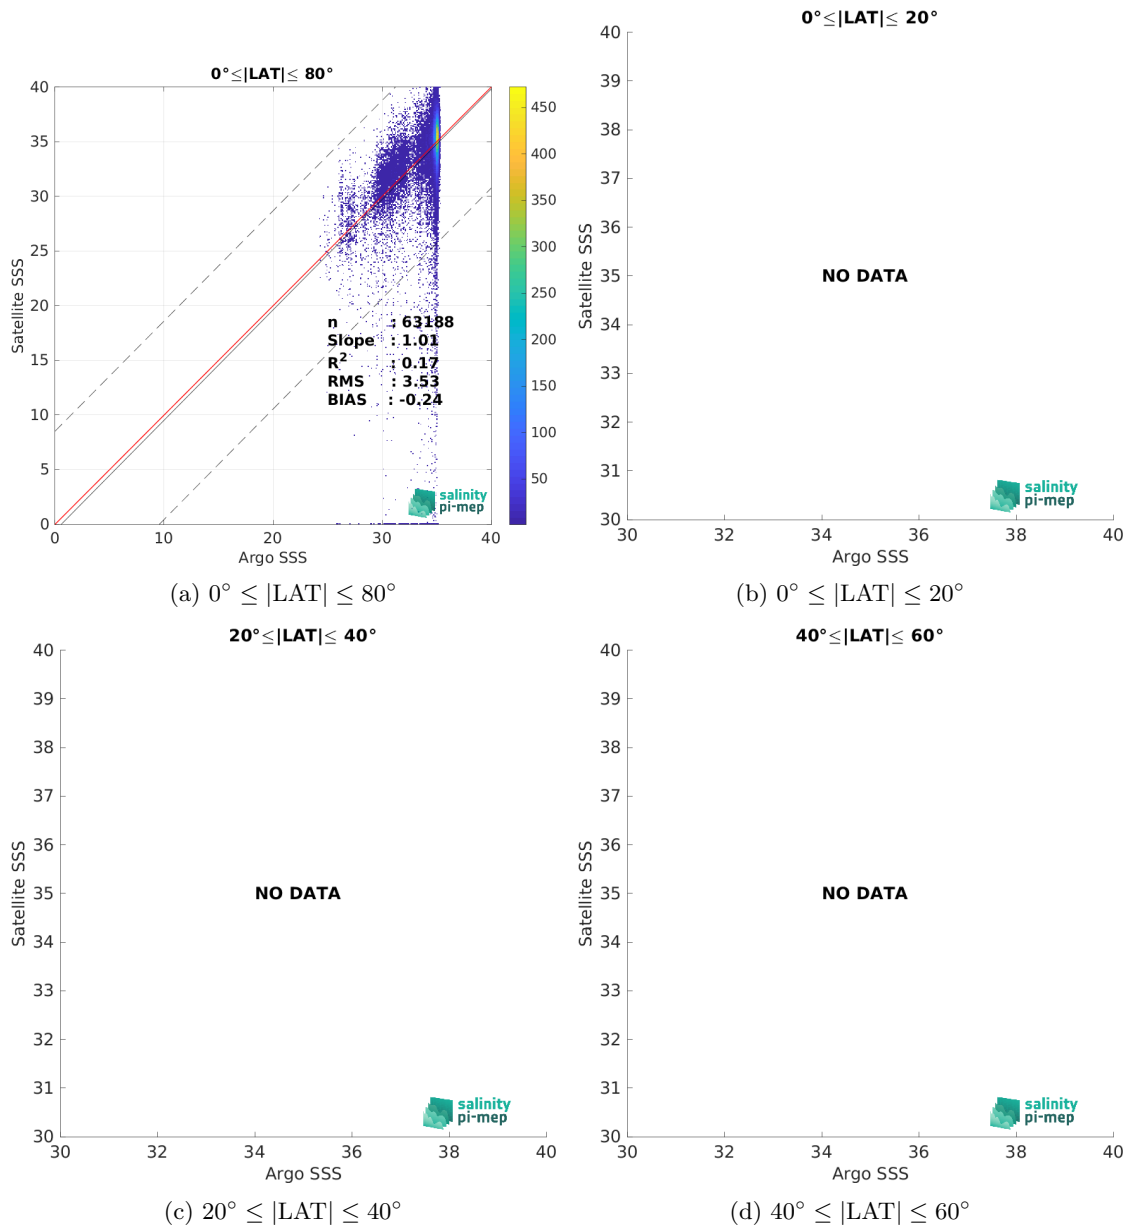 0°≤|LAT|≤ 80°
40
35
30
25
20
15
10
5
0
Satellite SSS
0
10
20
30
40
Argo SSS
450
400
350
300
250
200
150
100
50
n : 63188
Slope : 1.01
R² : 0.17
RMS : 3.53
BIAS : -0.24
salinity
pi-mep
(a) 0° ≤ |LAT| ≤ 80°
0°≤|LAT|≤ 20°
40
39
38
37
36
35
34
33
32
31
30
Satellite SSS
NO DATA
salinity
pi-mep
30
32
34
36
38
40
Argo SSS
(b) 0° ≤ |LAT| ≤ 20°
20°≤|LAT|≤ 40°
40
39
38
37
36
35
34
33
32
31
30
Satellite SSS
NO DATA
salinity
pi-mep
30
32
34
36
38
40
Argo SSS
(c) 20° ≤ |LAT| ≤ 40°
40°≤|LAT|≤ 60°
40
39
38
37
36
35
34
33
32
31
30
Satellite SSS
NO DATA
salinity
pi-mep
30
32
34
36
38
40
Argo SSS
(d) 40° ≤ |LAT| ≤ 60°